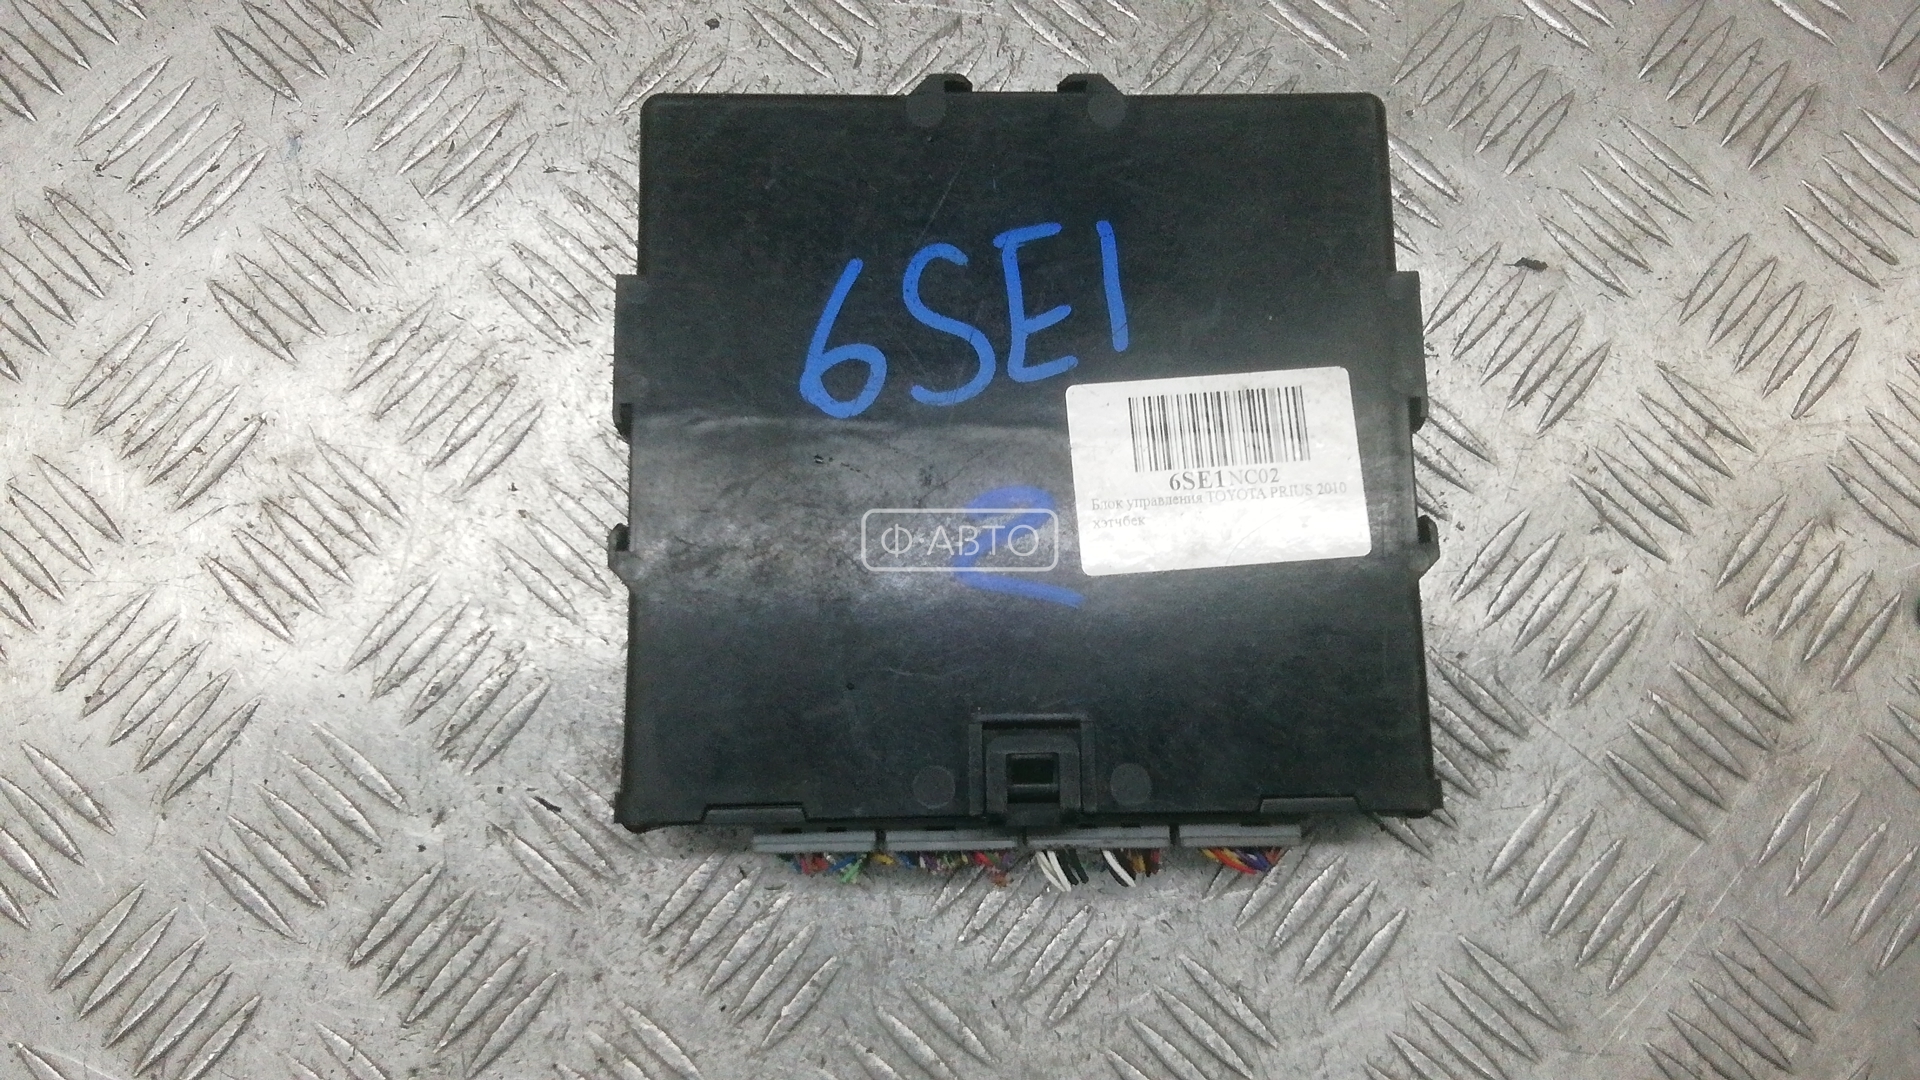 6SE1
6SE1NC02
Блок управления TOYOTA PRIUS 2010
хэтчбек
Ф·АВТО